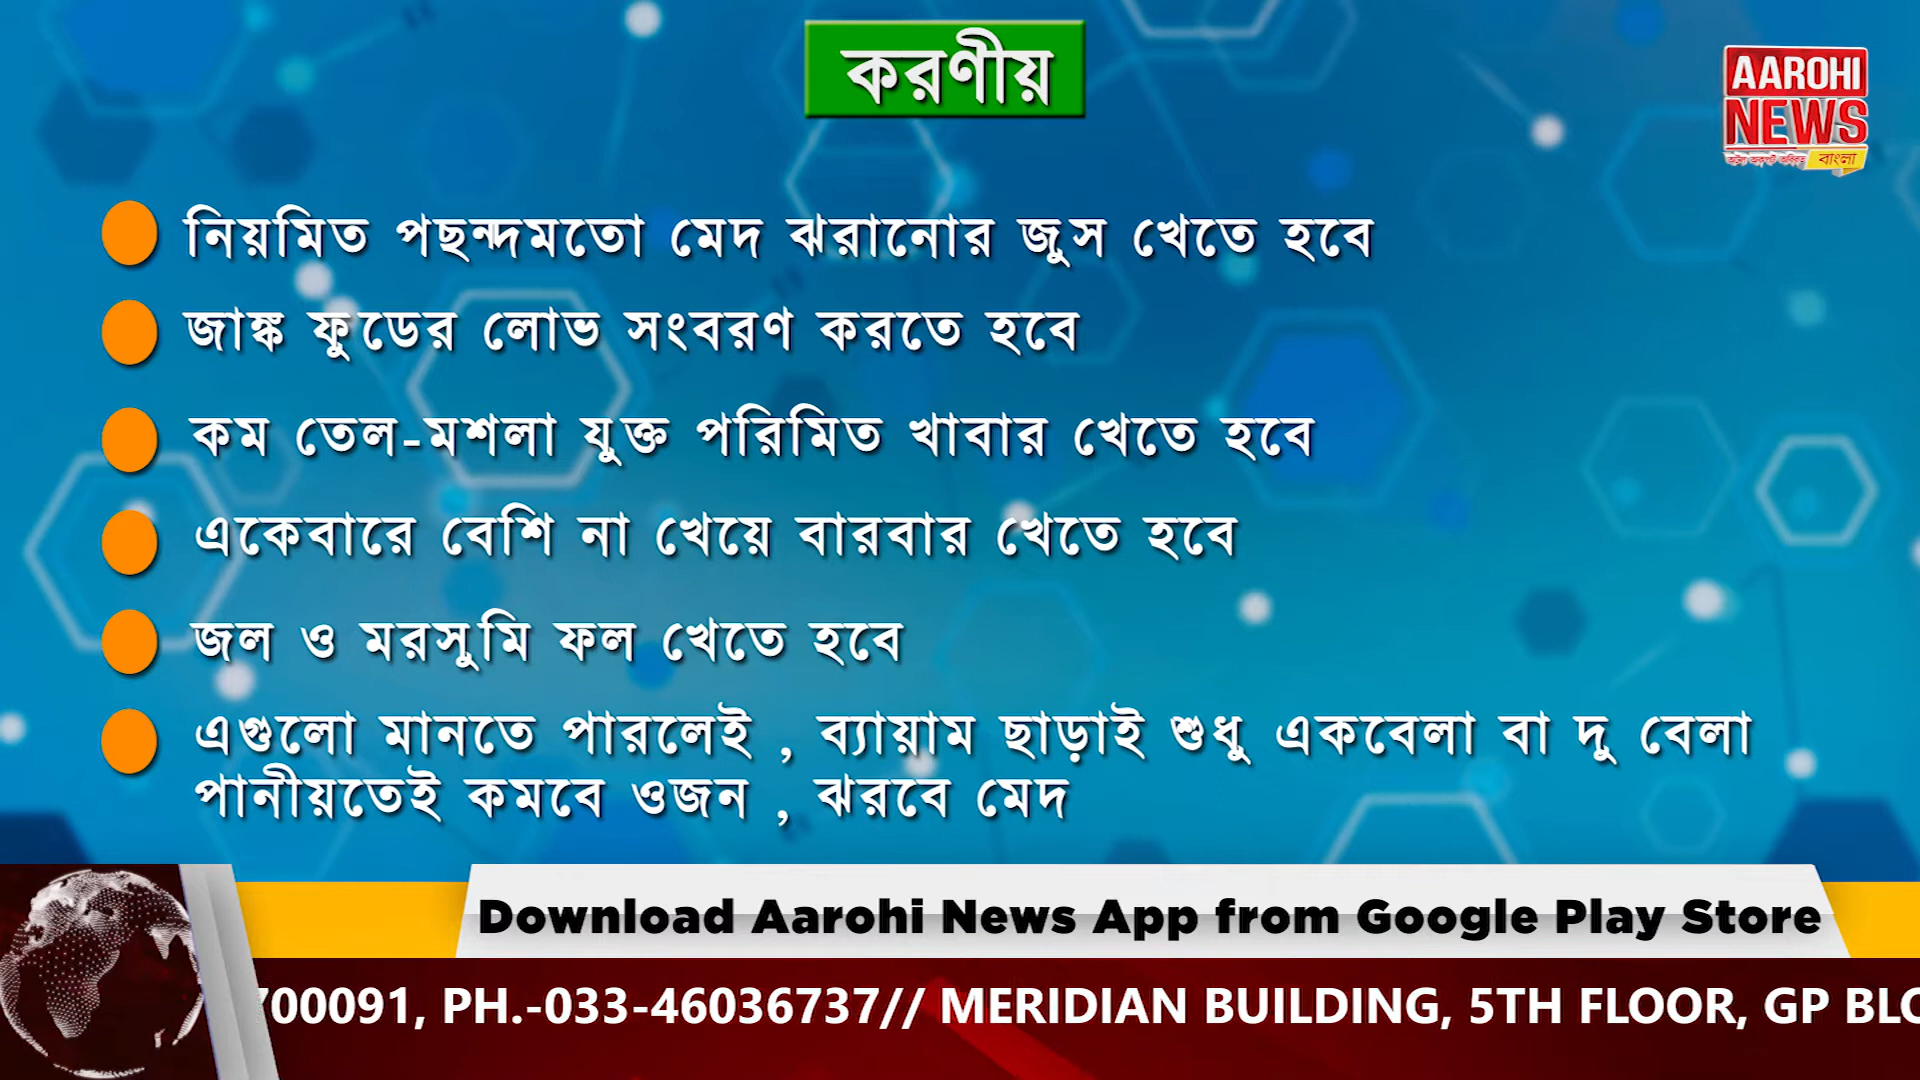 করণীয়
AAROHI
NEWS
বাংলা
নিয়মিত পছন্দমতো মেদ ঝরানোর জুস খেতে হবে
জাঙ্ক ফুডের লোভ সংবরণ করতে হবে
কম তেল-মশলা যুক্ত পরিমিত খাবার খেতে হবে
একেবারে বেশি না খেয়ে বারবার খেতে হবে
জল ও মরসুমি ফল খেতে হবে
এগুলো মানতে পারলেই , ব্যায়াম ছাড়াই শুধু একবেলা বা দু বেলা
পানীয়তেই কমবে ওজন , ঝরবে মেদ
Download Aarohi News App from Google Play Store
700091, PH.-033-46036737// MERIDIAN BUILDING, 5TH FLOOR, GP BLO